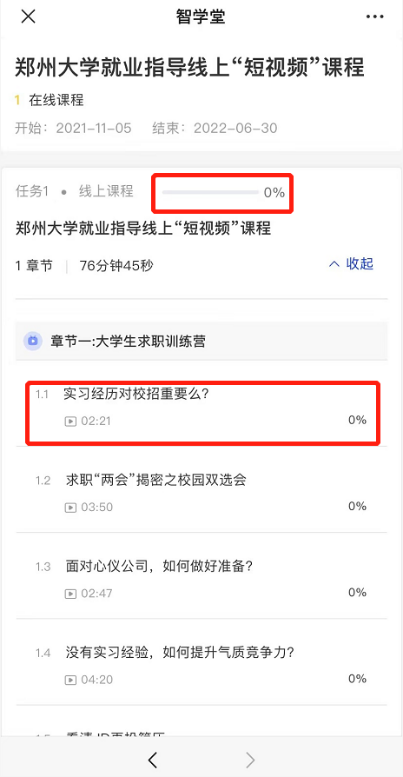 智学堂
郑州大学就业指导线上“短视频”课程
1 在线课程
开始：2021-11-05 结束：2022-06-30
任务1 • 线上课程 0%
郑州大学就业指导线上“短视频”课程
1 章节 | 76分钟45秒 收起
章节一:大学生求职训练营
1.1 实习经历对校招重要么?
02:21 0%
1.2 求职“两会”揭密之校园双选会
03:50 0%
1.3 面对心仪公司，如何做好准备?
02:47 0%
1.4 没有实习经验，如何提升气质竞争力?
04:20 0%